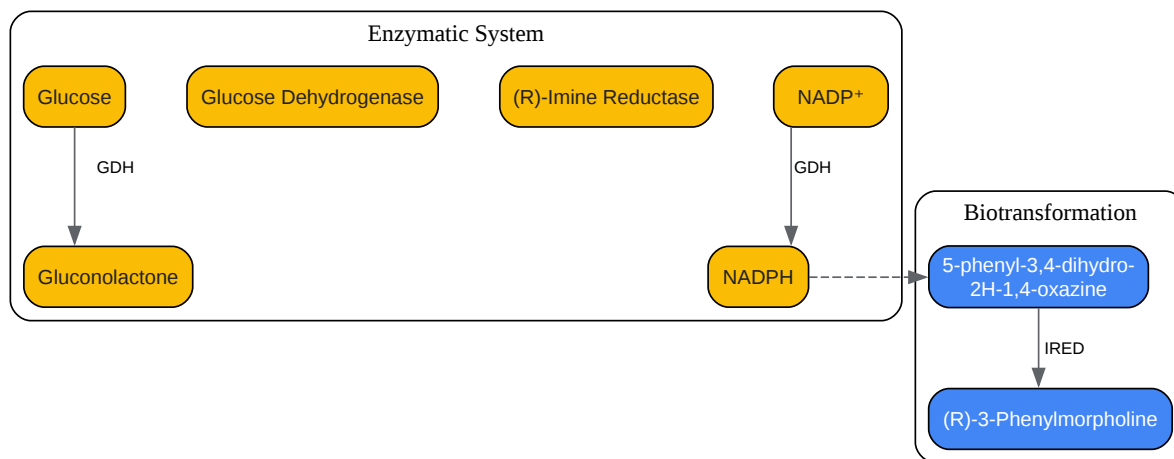 Enzymatic System
Glucose
Glucose Dehydrogenase
(R)-Imine Reductase
NADP⁺
GDH
GDH
Gluconolactone
NADPH
Biotransformation
5-phenyl-3,4-dihydro-
2H-1,4-oxazine
IRED
(R)-3-Phenylmorpholine